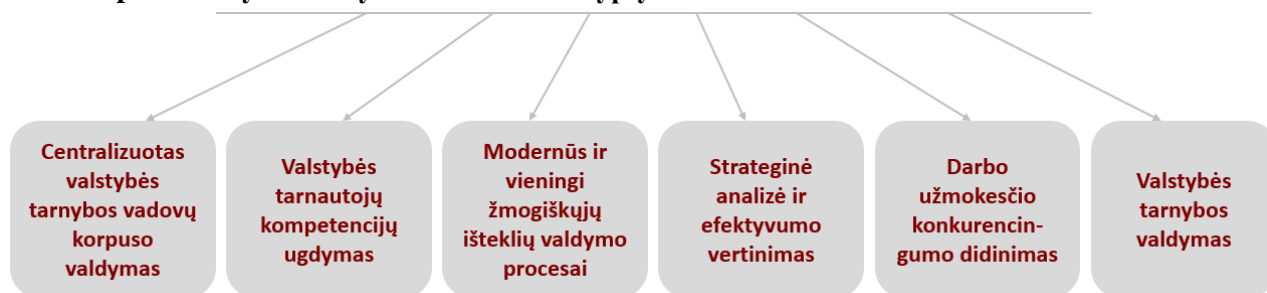 Centralizuotas
valstybės
tarnybos vadovų
korpuso
valdymas
Valstybės
tarnautojų
kompetencijų
ugdymas
Modernūs ir
vieningi
žmogiškųjų
išteklių valdymo
procesai
Strateginė
analizė ir
efektyvumo
vertinimas
Darbo
užmokesčio
konkurencin-
gumo didinimas
Valstybės
tarnybos
valdymas